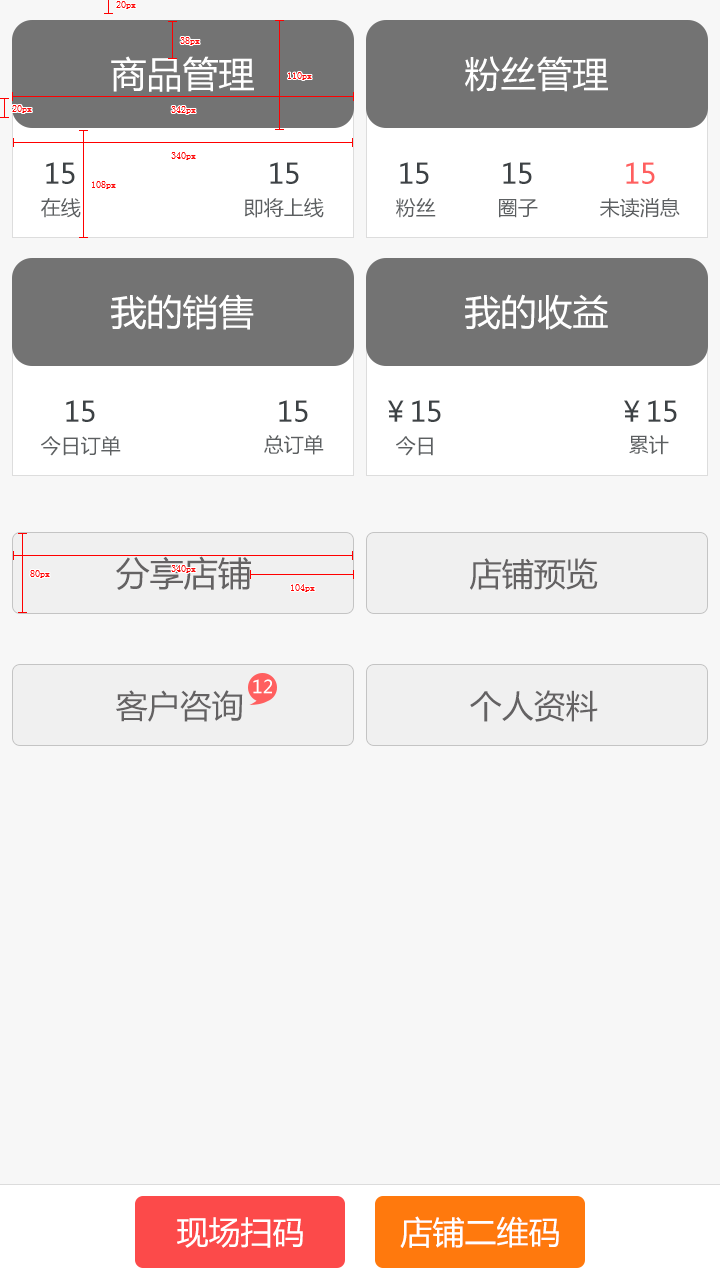 20px
商品管理
38px
110px
20px
342px
340px
108px
15
在线
15
即将上线
粉丝管理
15
粉丝
15
圈子
15
未读消息
我的销售
15
今日订单
15
总订单
我的收益
¥ 15
今日
¥ 15
累计
分享店铺
340px
80px
104px
店铺预览
客户咨询
12
个人资料
现场扫码
店铺二维码